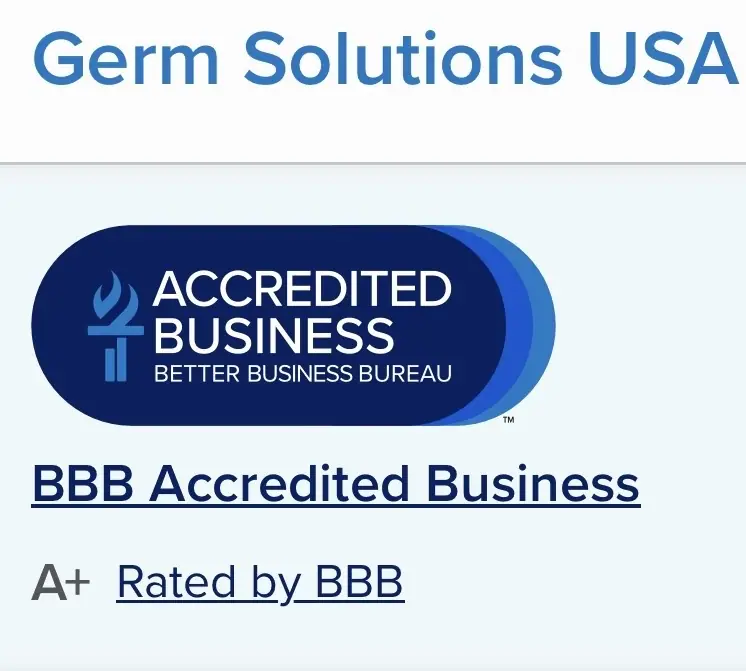 Germ Solutions USA
ACCREDITED
BUSINESS
BETTER BUSINESS BUREAU
™
BBB Accredited Business
A+ Rated by BBB